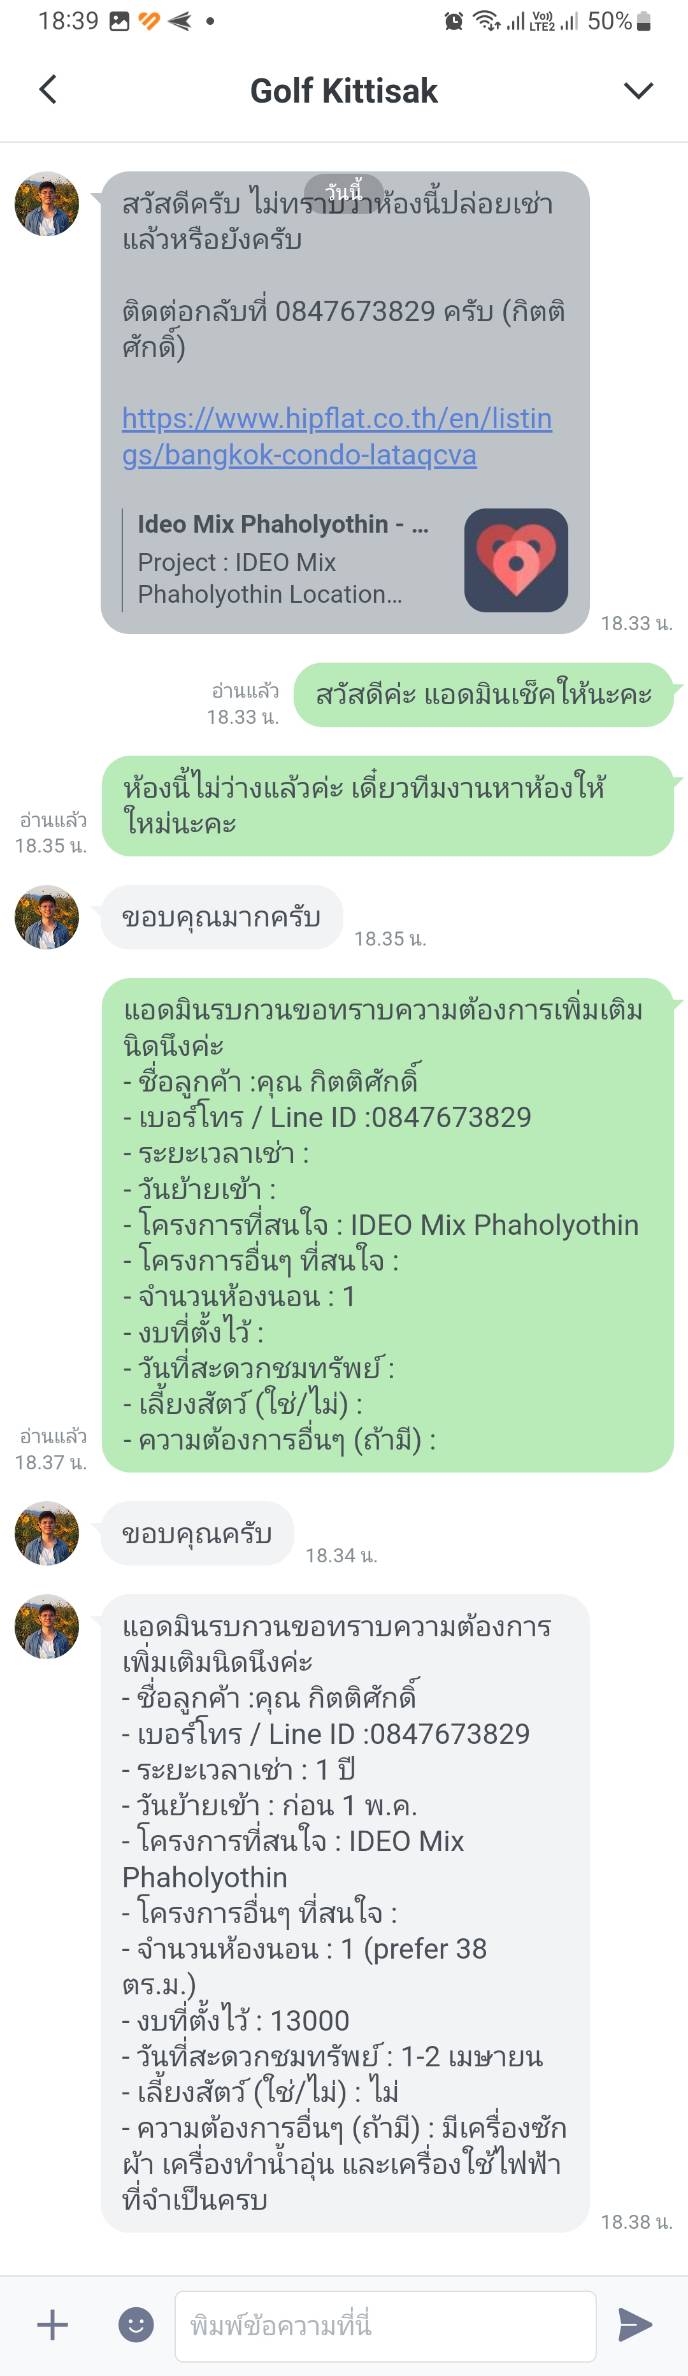 18:39
Vo)) LTE2 50%
Golf Kittisak
วันนี้
สวัสดีครับ ไม่ทราบว่าห้องนี้ปล่อยเช่า
แล้วหรือยังครับ
ติดต่อกลับที่ 0847673829 ครับ (กิตติ
ศักดิ์)
https://www.hipflat.co.th/en/listin
gs/bangkok-condo-lataqcva
Ideo Mix Phaholyothin - ...
Project : IDEO Mix
Phaholyothin Location...
18.33 น.
อ่านแล้ว
18.33 น.
สวัสดีค่ะ แอดมินเช็คให้นะคะ
ห้องนี้ไม่ว่างแล้วค่ะ เดี๋ยวทีมงานหาห้องให้
ใหม่นะคะ
อ่านแล้ว
18.35 น.
ขอบคุณมากครับ
18.35 น.
แอดมินรบกวนขอทราบความต้องการเพิ่มเติม
นิดนึงค่ะ
- ชื่อลูกค้า :คุณ กิตติศักดิ์
- เบอร์โทร / Line ID :0847673829
- ระยะเวลาเช่า :
- วันย้ายเข้า :
- โครงการที่สนใจ : IDEO Mix Phaholyothin
- โครงการอื่นๆ ที่สนใจ :
- จำนวนห้องนอน : 1
- งบที่ตั้งไว้ :
- วันที่สะดวกชมทรัพย์ :
- เลี้ยงสัตว์ (ใช่/ไม่) :
- ความต้องการอื่นๆ (ถ้ามี) :
อ่านแล้ว
18.37 น.
ขอบคุณครับ
18.34 น.
แอดมินรบกวนขอทราบความต้องการ
เพิ่มเติมนิดนึงค่ะ
- ชื่อลูกค้า :คุณ กิตติศักดิ์
- เบอร์โทร / Line ID :0847673829
- ระยะเวลาเช่า : 1 ปี
- วันย้ายเข้า : ก่อน 1 พ.ค.
- โครงการที่สนใจ : IDEO Mix
Phaholyothin
- โครงการอื่นๆ ที่สนใจ :
- จำนวนห้องนอน : 1 (prefer 38
ตร.ม.)
- งบที่ตั้งไว้ : 13000
- วันที่สะดวกชมทรัพย์ : 1-2 เมษายน
- เลี้ยงสัตว์ (ใช่/ไม่) : ไม่
- ความต้องการอื่นๆ (ถ้ามี) : มีเครื่องซัก
ผ้า เครื่องทำน้ำอุ่น และเครื่องใช้ไฟฟ้า
ที่จำเป็นครบ
18.38 น.
พิมพ์ข้อความที่นี่